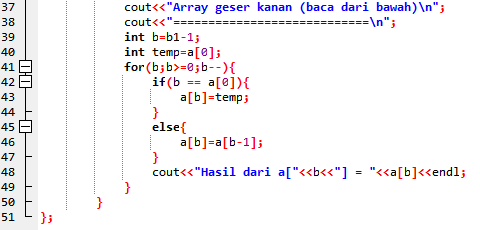 37 cout<<"Array geser kanan (baca dari bawah)\n";
38 cout<<"===========================\n";
39 int b=b1-1;
40 int temp=a[0];
41 for(b;b>=0;b--){
42 if(b == a[0]){
43 a[b]=temp;
44 }
45 else{
46 a[b]=a[b-1];
47 }
48 cout<<"Hasil dari a["<<b<<"] = "<<a[b]<<endl;
49 }
50 }
51 };